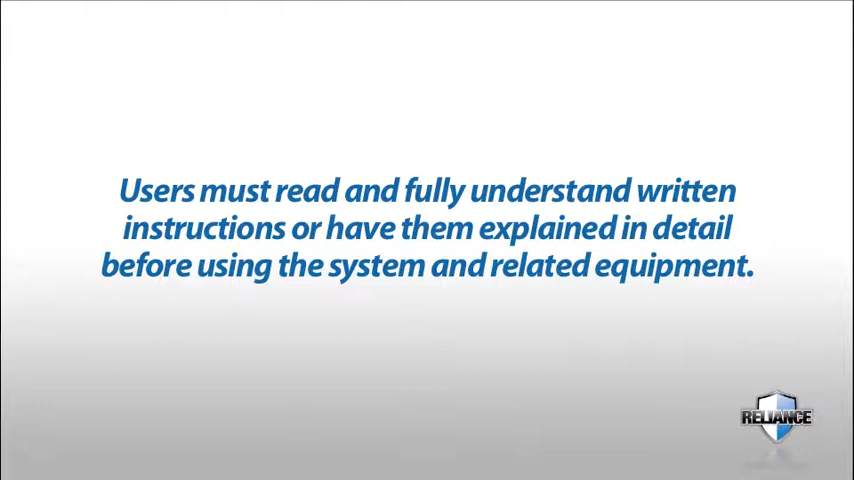 Users must read and fully understand written
instructions or have them explained in detail
before using the system and related equipment.
RELIANCE